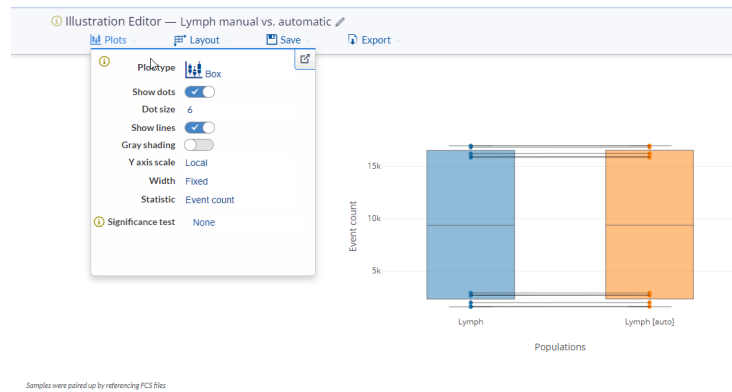 Illustration Editor — Lymph manual vs. automatic
Plots Layout Save Export
Plot type Box
Show dots
Dot size 6
Show lines
Gray shading
Y axis scale Local
Width Fixed
Statistic Event count
Significance test None
15k
10k
5k
Event count
Lymph Lymph [auto]
Populations
Samples were paired up by referencing FCS files